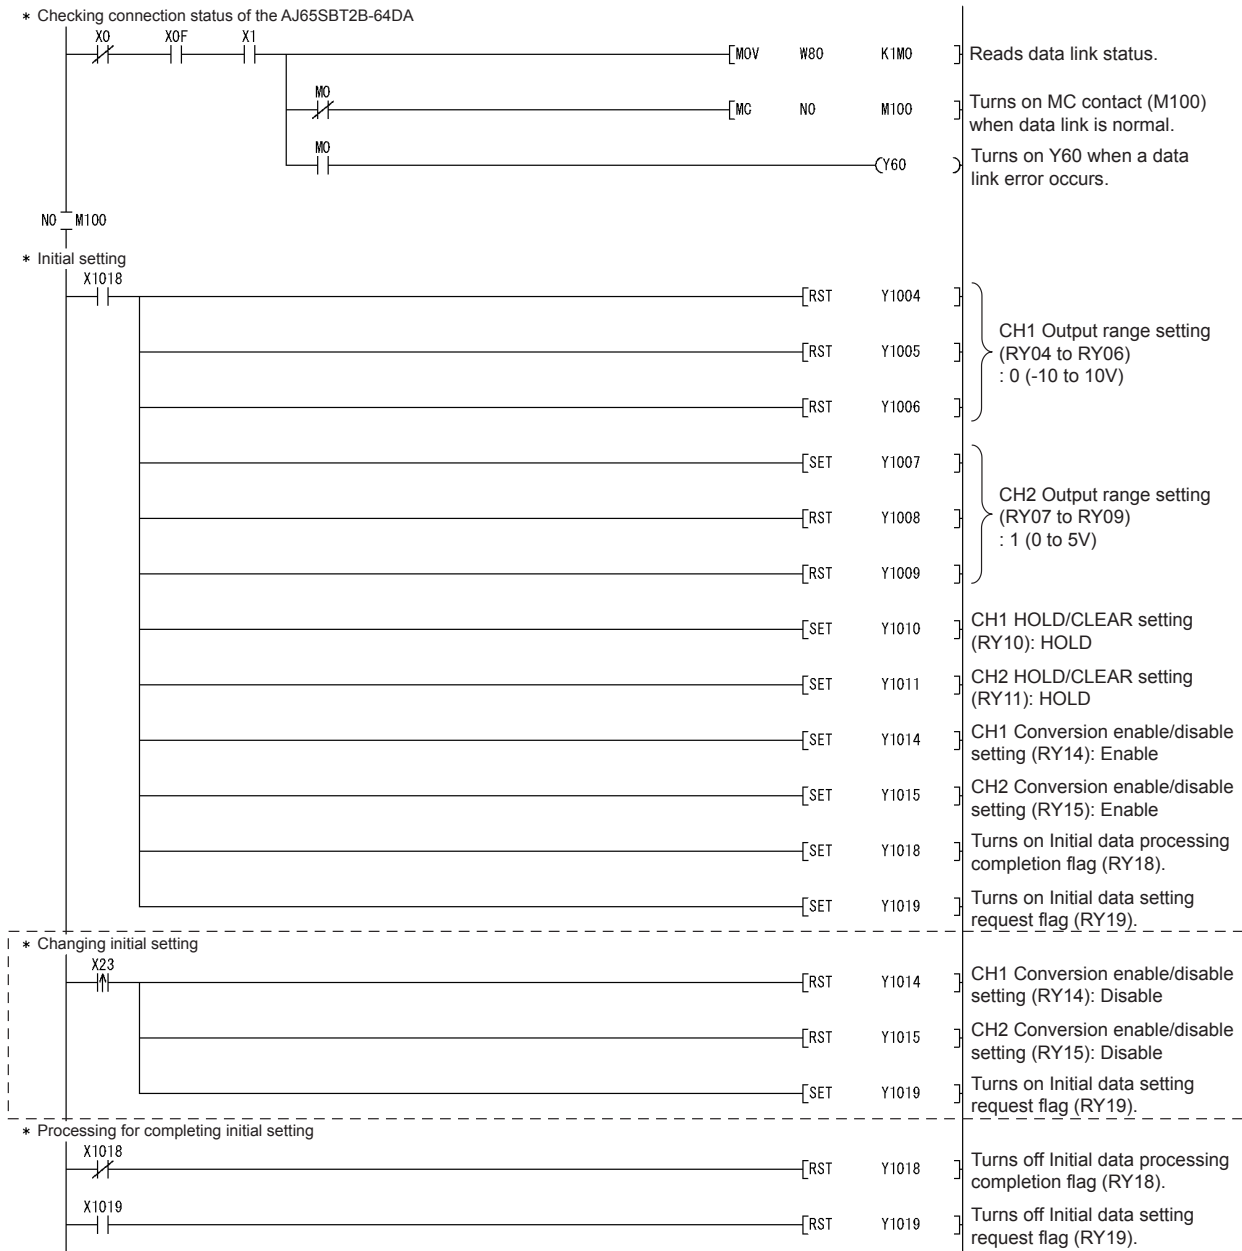 * Checking connection status of the AJ65SBT2B-64DA
X0 X0F X1
[MOV W80 K1M0 ] Reads data link status.
M0
[MC N0 M100 ] Turns on MC contact (M100)
when data link is normal.
M0
(Y60 ) Turns on Y60 when a data
link error occurs.
N0 M100
* Initial setting
X1018
[RST Y1004 ]
CH1 Output range setting
[RST Y1005 ] (RY04 to RY06)
: 0 (-10 to 10V)
[RST Y1006 ]
[SET Y1007 ]
CH2 Output range setting
[RST Y1008 ] (RY07 to RY09)
: 1 (0 to 5V)
[RST Y1009 ]
[SET Y1010 ] CH1 HOLD/CLEAR setting
(RY10): HOLD
[SET Y1011 ] CH2 HOLD/CLEAR setting
(RY11): HOLD
[SET Y1014 ] CH1 Conversion enable/disable
setting (RY14): Enable
[SET Y1015 ] CH2 Conversion enable/disable
setting (RY15): Enable
[SET Y1018 ] Turns on Initial data processing
completion flag (RY18).
[SET Y1019 ] Turns on Initial data setting
request flag (RY19).
* Changing initial setting
X23
[RST Y1014 ] CH1 Conversion enable/disable
setting (RY14): Disable
[RST Y1015 ] CH2 Conversion enable/disable
setting (RY15): Disable
[SET Y1019 ] Turns on Initial data setting
request flag (RY19).
* Processing for completing initial setting
X1018
[RST Y1018 ] Turns off Initial data processing
completion flag (RY18).
X1019
[RST Y1019 ] Turns off Initial data setting
request flag (RY19).